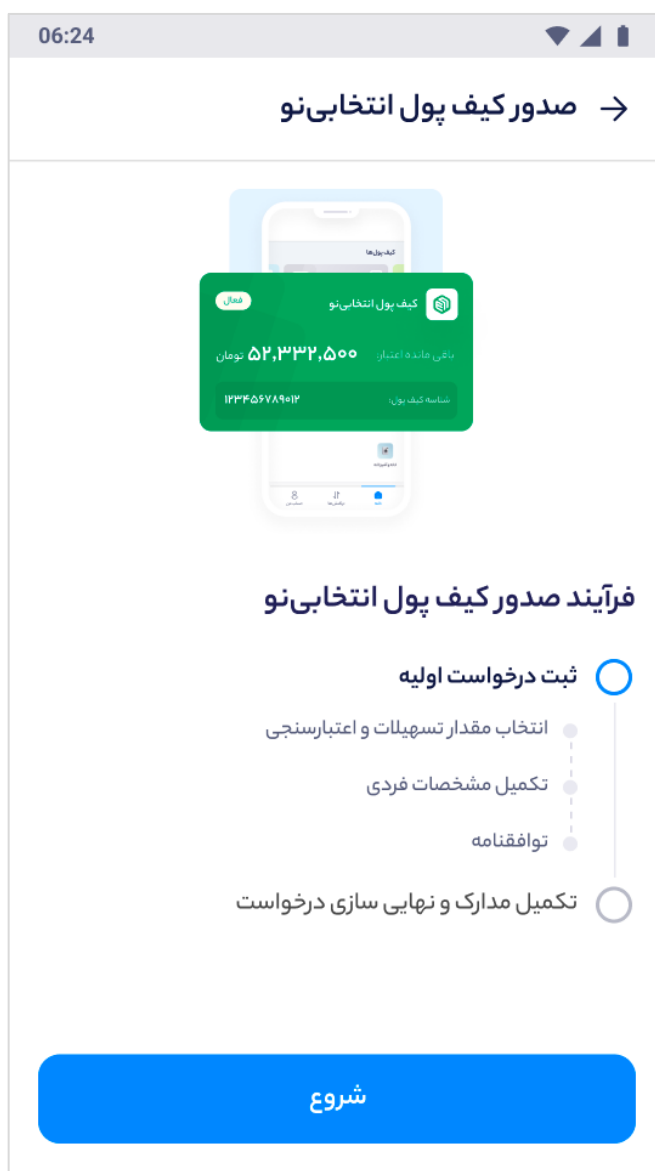 06:24
صدور کیف پول انتخابی‌نو
کیف پول‌ها
کیف پول انتخابی‌نو
فعال
باقی مانده اعتبار: ۵۲,۳۳۲,۵۰۰ تومان
شناسه کیف پول: ۱۲۳۴۵۶۷۸۹۰۱۲
فرآیند صدور کیف پول انتخابی‌نو
ثبت درخواست اولیه
انتخاب مقدار تسهیلات و اعتبارسنجی
تکمیل مشخصات فردی
توافقنامه
تکمیل مدارک و نهایی سازی درخواست
شروع